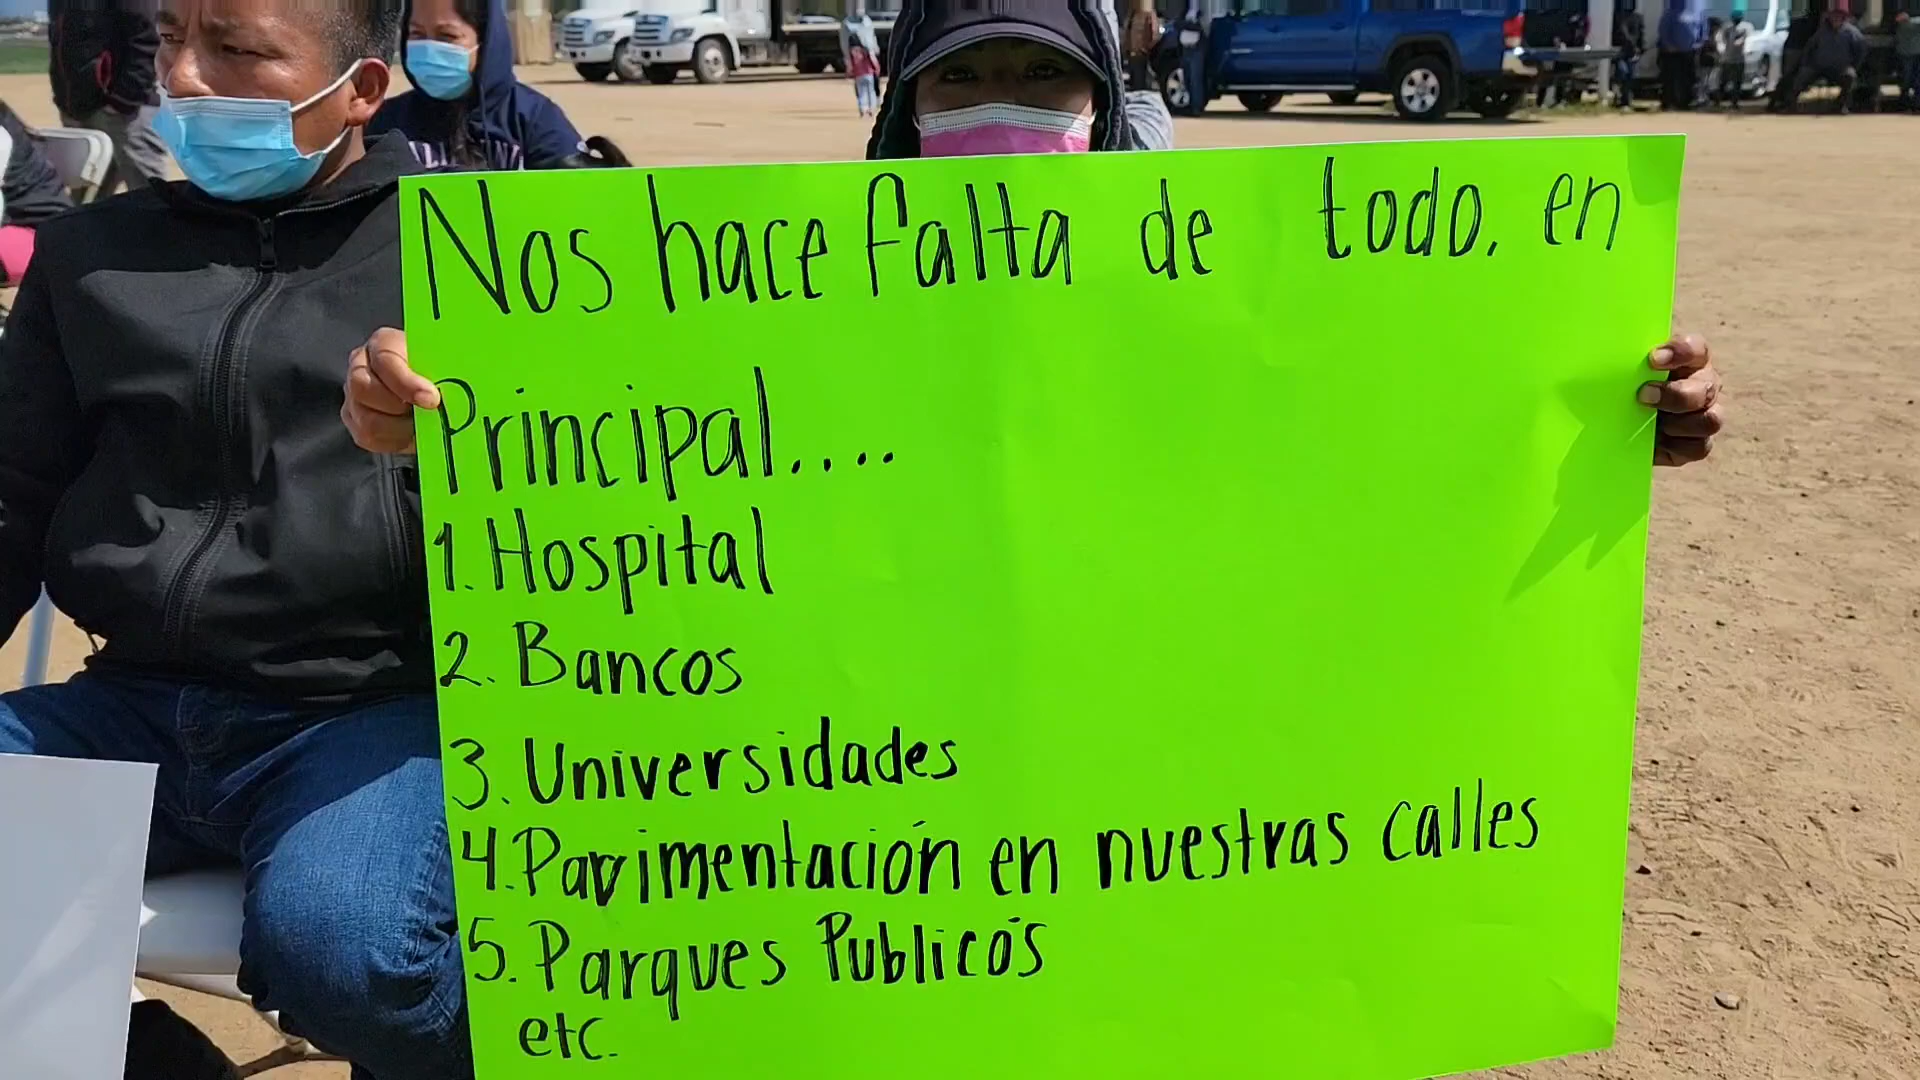 Nos hace falta de todo. en
Principal....
1. Hospital
2. Bancos
3. Universidades
4. Pavimentación en nuestras calles
5. Parques Publicós
etc.